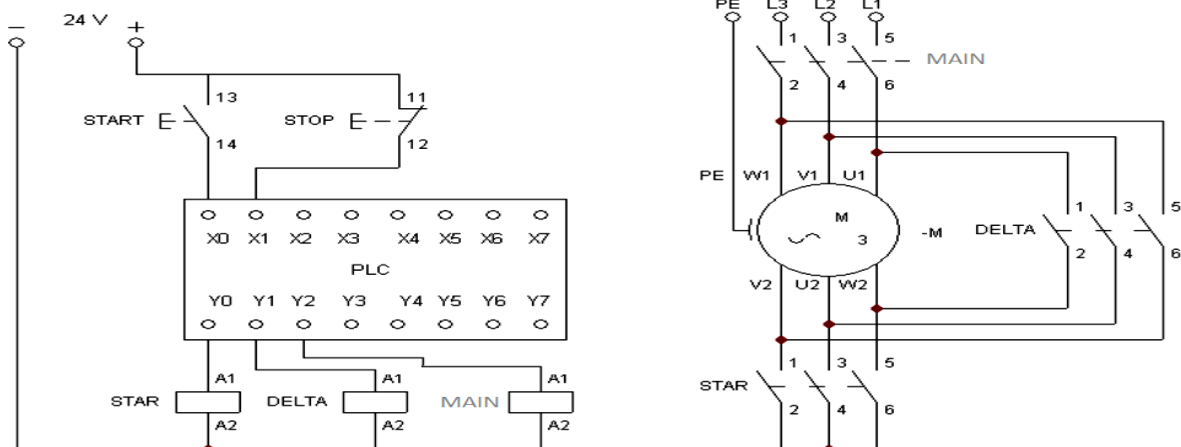 − 24 V +
13
START
14
11
STOP
12
X0 X1 X2 X3 X4 X5 X6 X7
PLC
Y0 Y1 Y2 Y3 Y4 Y5 Y6 Y7
A1 A1 A1
STAR DELTA MAIN
A2 A2 A2
PE L3 L2 L1
1 3 5
MAIN
2 4 6
PE W1 V1 U1
M
3
-M
1 3 5
DELTA
2 4 6
V2 U2 W2
1 3 5
STAR
2 4 6